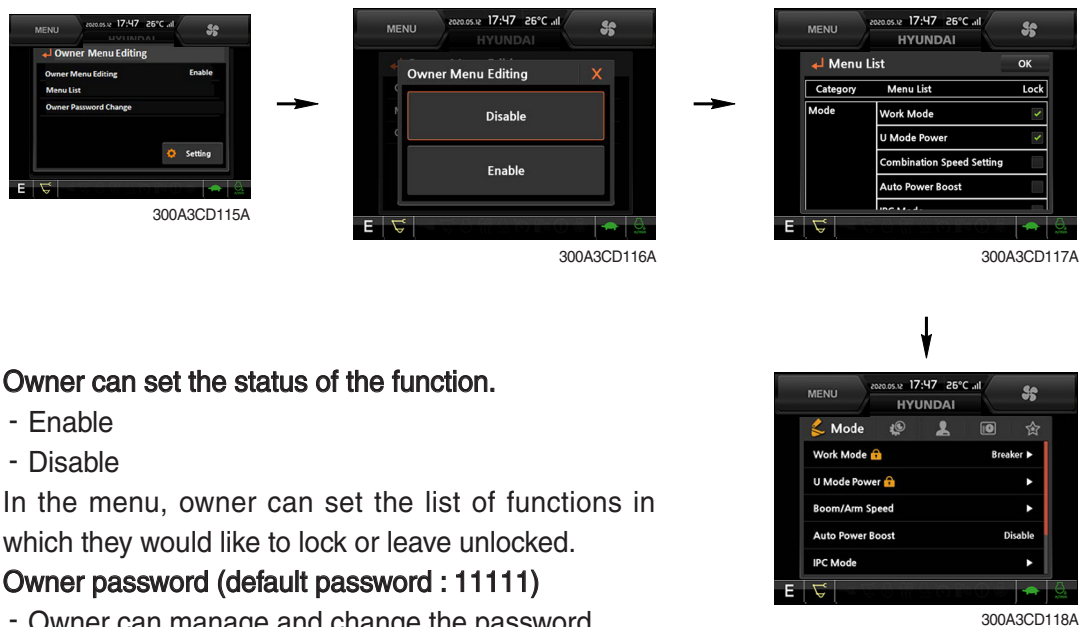 MENU 2020.05.12 17:47 26°C
HYUNDAI
Owner Menu Editing
Owner Menu Editing Enable
Menu List
Owner Password Change
Setting
E
300A3CD115A
MENU 2020.05.12 17:47 26°C
HYUNDAI
Owner Menu Editing X
Disable
Enable
E
300A3CD116A
MENU 2020.05.12 17:47 26°C
HYUNDAI
Menu List OK
Category Menu List Lock
Mode Work Mode
U Mode Power
Combination Speed Setting
Auto Power Boost
IPC Mode
E
300A3CD117A
Owner can set the status of the function.
- Enable
- Disable
In the menu, owner can set the list of functions in
which they would like to lock or leave unlocked.
Owner password (default password : 11111)
- Owner can manage and change the password
MENU 2020.05.12 17:47 26°C
HYUNDAI
Mode
Work Mode Breaker ▶
U Mode Power ▶
Boom/Arm Speed ▶
Auto Power Boost Disable
IPC Mode ▶
E
300A3CD118A